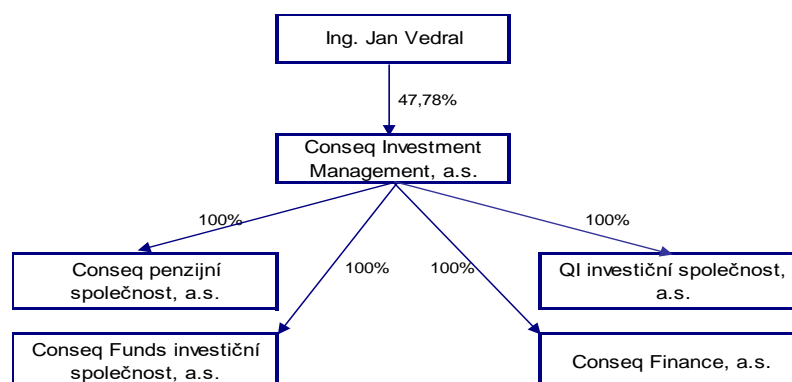 Ing. Jan Vedral
47,78%
Conseq Investment
Management, a.s.
100%
100%
100%
100%
Conseq penzijní
společnost, a.s.
QI investiční společnost,
a.s.
Conseq Funds investiční
společnost, a.s.
Conseq Finance, a.s.